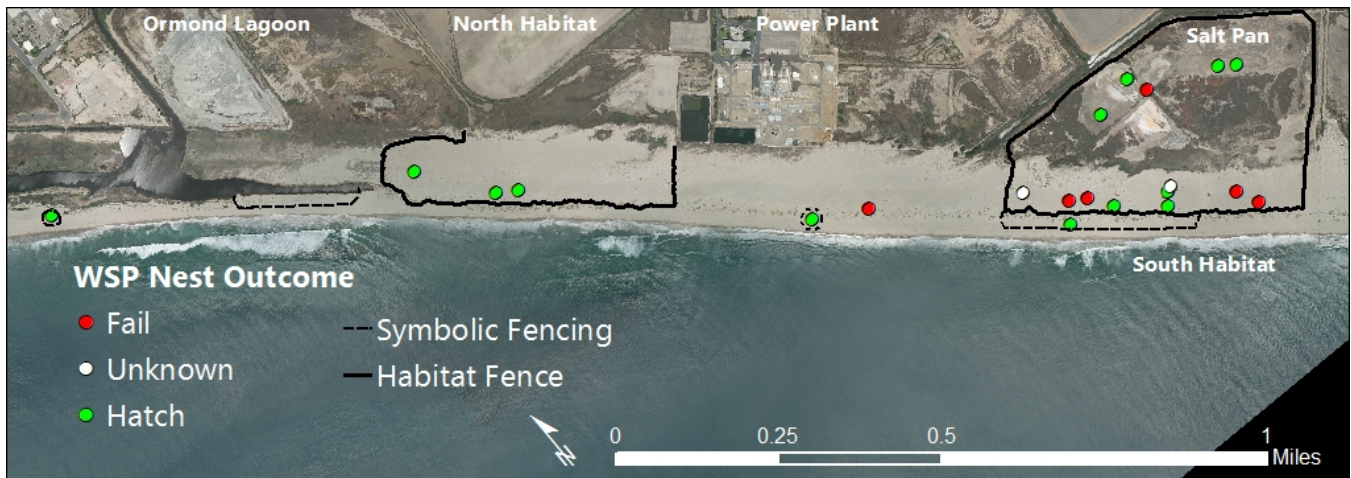 Ormond Lagoon
North Habitat
Power Plant
Salt Pan
South Habitat
WSP Nest Outcome
Fail
Unknown
Hatch
Symbolic Fencing
Habitat Fence
N
0 0.25 0.5 1
Miles